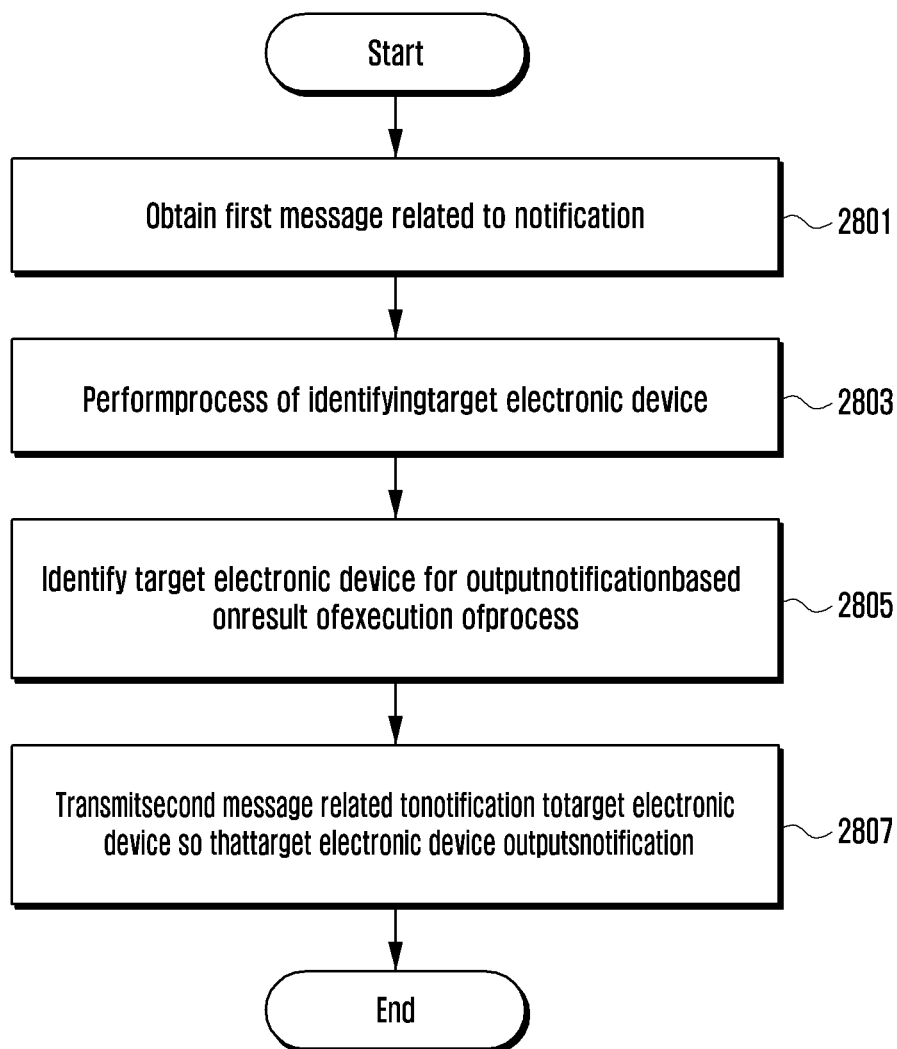 Start
Obtain first message related to notification
2801
Performprocess of identifyingtarget electronic device
2803
Identify target electronic device for outputnotificationbased
onresult ofexecution ofprocess
2805
Transmitsecond message related tonotification totarget electronic
device so thattarget electronic device outputsnotification
2807
End